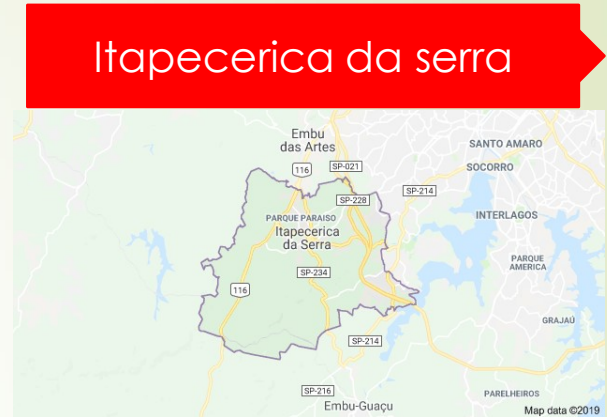 Itapecerica da serra
Embu
das Artes
SANTO AMARO
116
SP-021
SOCORRO
SP-214
SP-228
PARQUE PARAISO
INTERLAGOS
Itapecerica
da Serra
PARQUE
AMERICA
SP-234
116
GRAJAÚ
SP-214
SP-216
PARELHEIROS
Embu-Guaçu
Map data ©2019